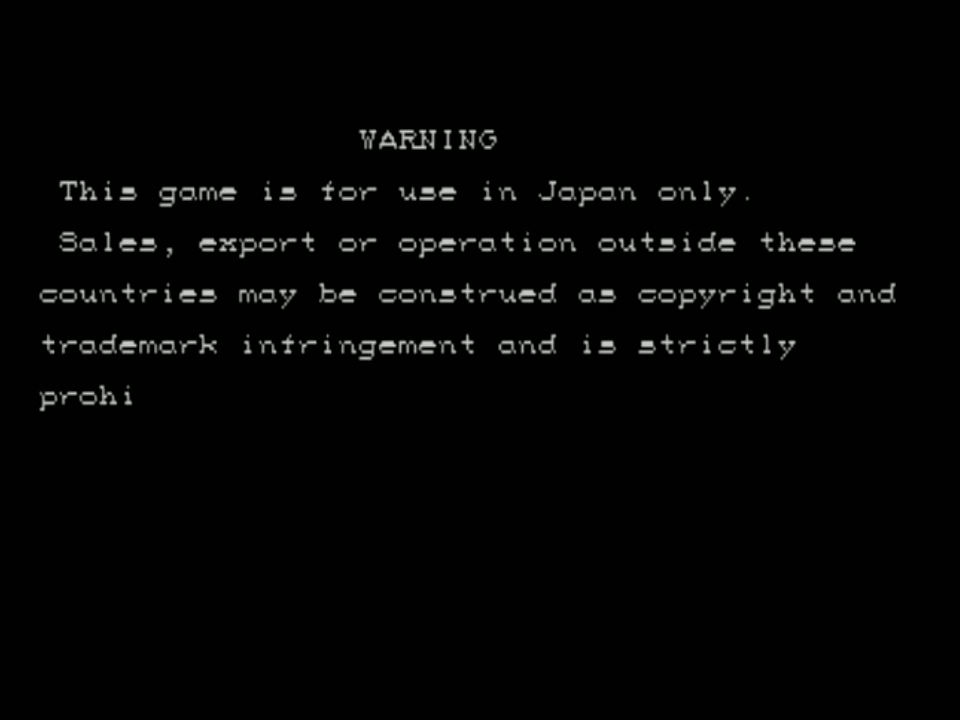 WARNING
This game is for use in Japan only.
Sales, export or operation outside these
countries may be construed as copyright and
trademark infringement and is strictly
prohi